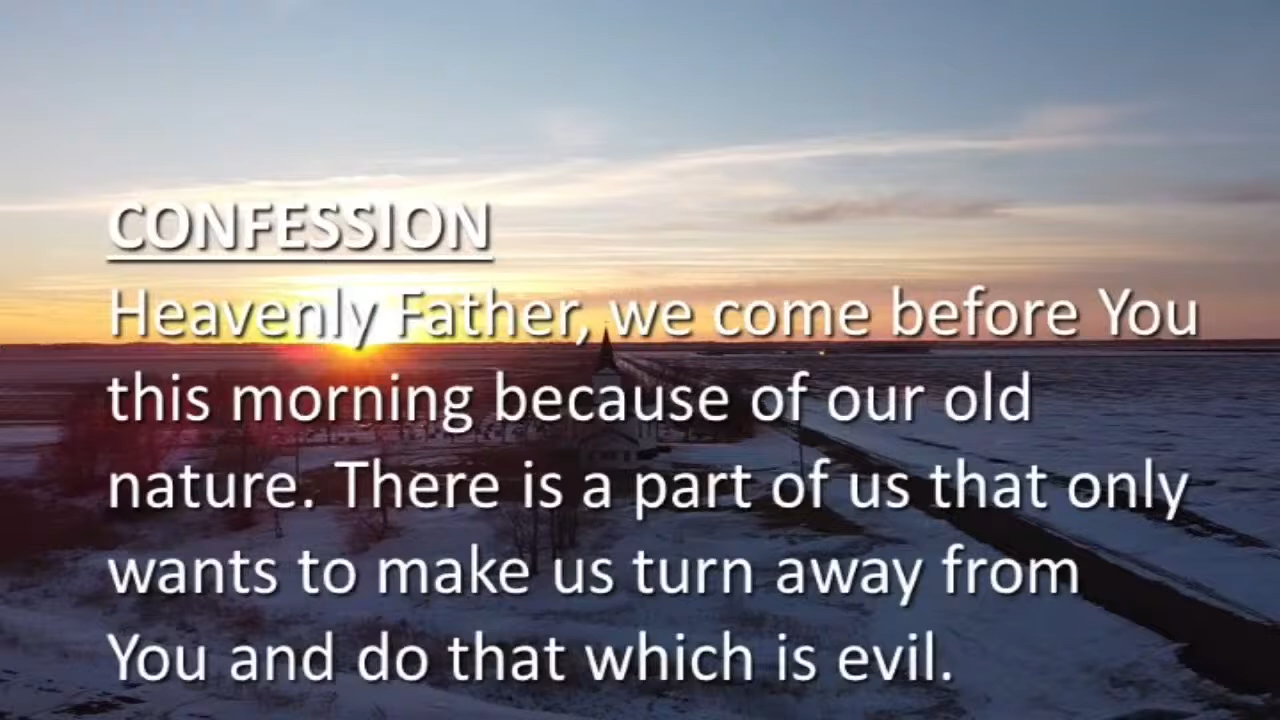 CONFESSION
Heavenly Father, we come before You
this morning because of our old
nature. There is a part of us that only
wants to make us turn away from
You and do that which is evil.